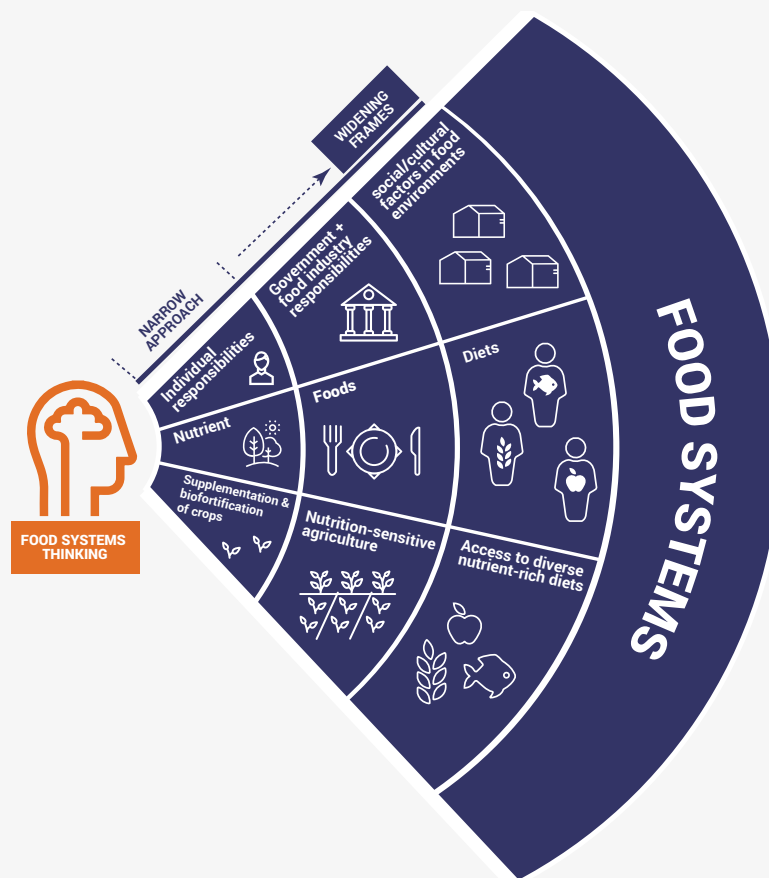 WIDENING
FRAMES
NARROW
APPROACH
social/cultural
factors in food
environments
Government +
food industry
responsibilities
Individual
responsibilities
Nutrient
Foods
Diets
Supplementation &
biofortification
of crops
Nutrition-sensitive
agriculture
Access to diverse
nutrient-rich diets
FOOD SYSTEMS
FOOD SYSTEMS
THINKING